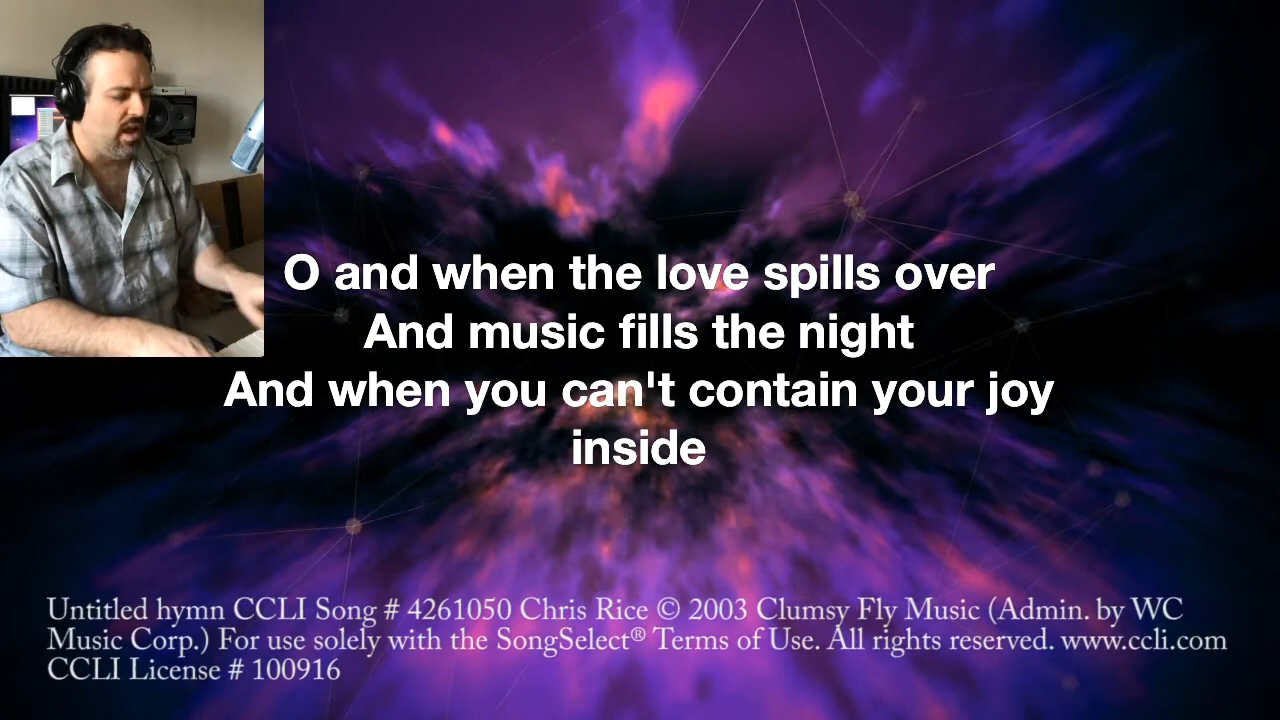 O and when the love spills over
And music fills the night
And when you can't contain your joy
inside
Untitled hymn CCLI Song # 4261050 Chris Rice © 2003 Clumsy Fly Music (Admin. by WC
Music Corp.) For use solely with the SongSelect® Terms of Use. All rights reserved. www.ccli.com
CCLI License # 100916